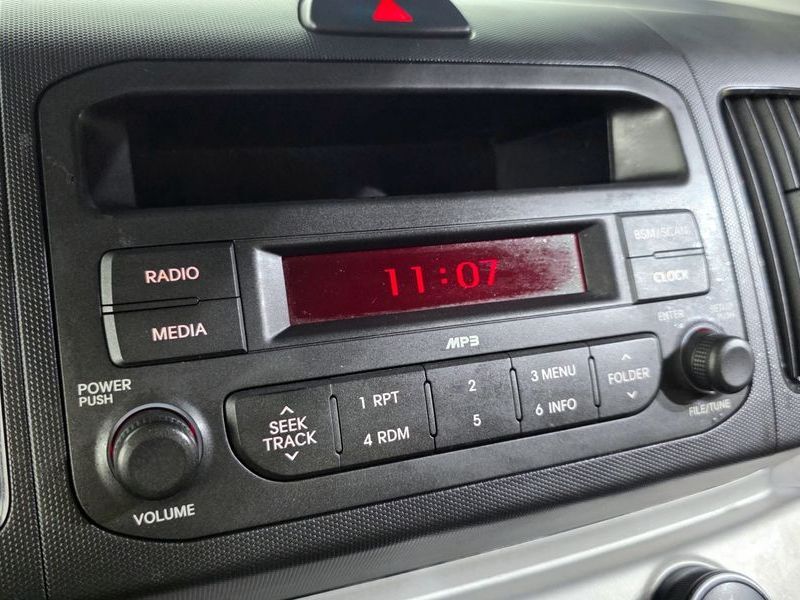 11:07
RADIO
MEDIA
BSM/SCAN
CLOCK
MP3
ENTER
POWER
PUSH
SEEK
TRACK
1 RPT
4 RDM
2
5
3 MENU
6 INFO
FOLDER
FILE/TUNE
VOLUME